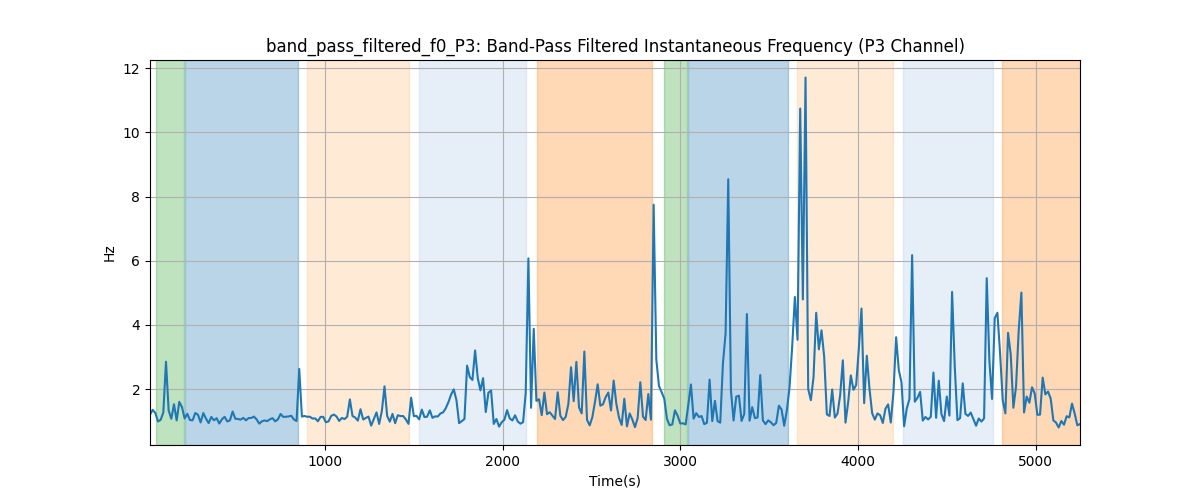 band_pass_filtered_f0_P3: Band-Pass Filtered Instantaneous Frequency (P3 Channel)
12
10
8
6
4
2
Hz
1000 2000 3000 4000 5000
Time(s)